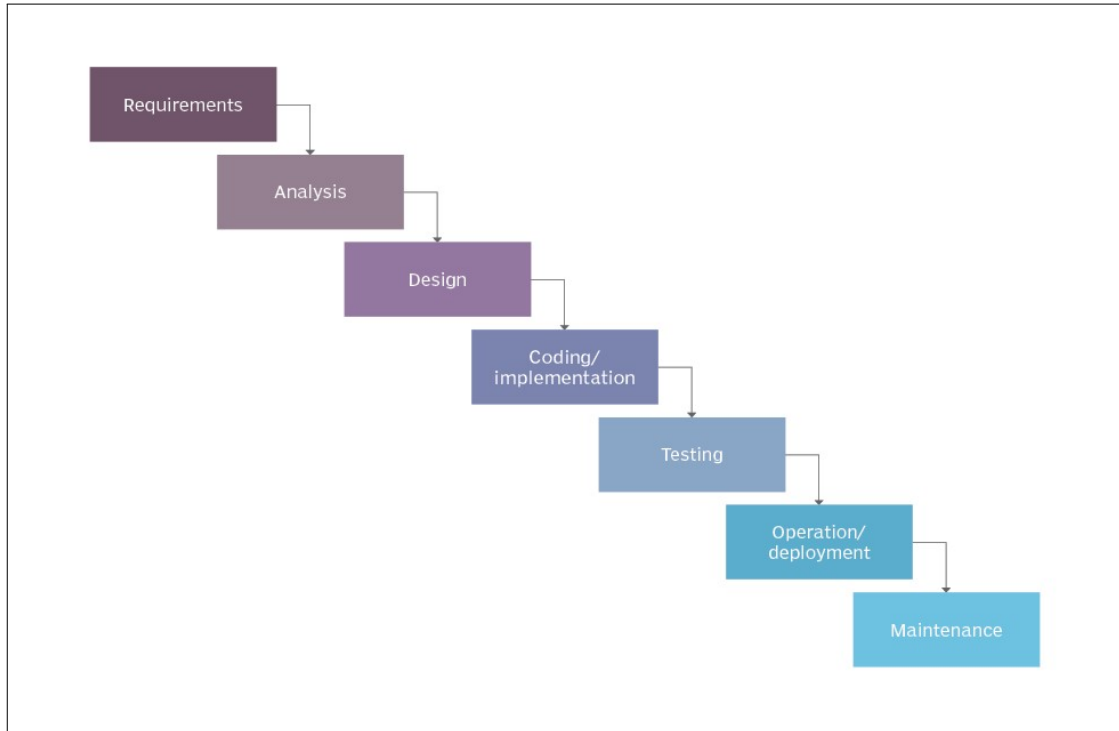 Requirements
Analysis
Design
Coding/
implementation
Testing
Operation/
deployment
Maintenance